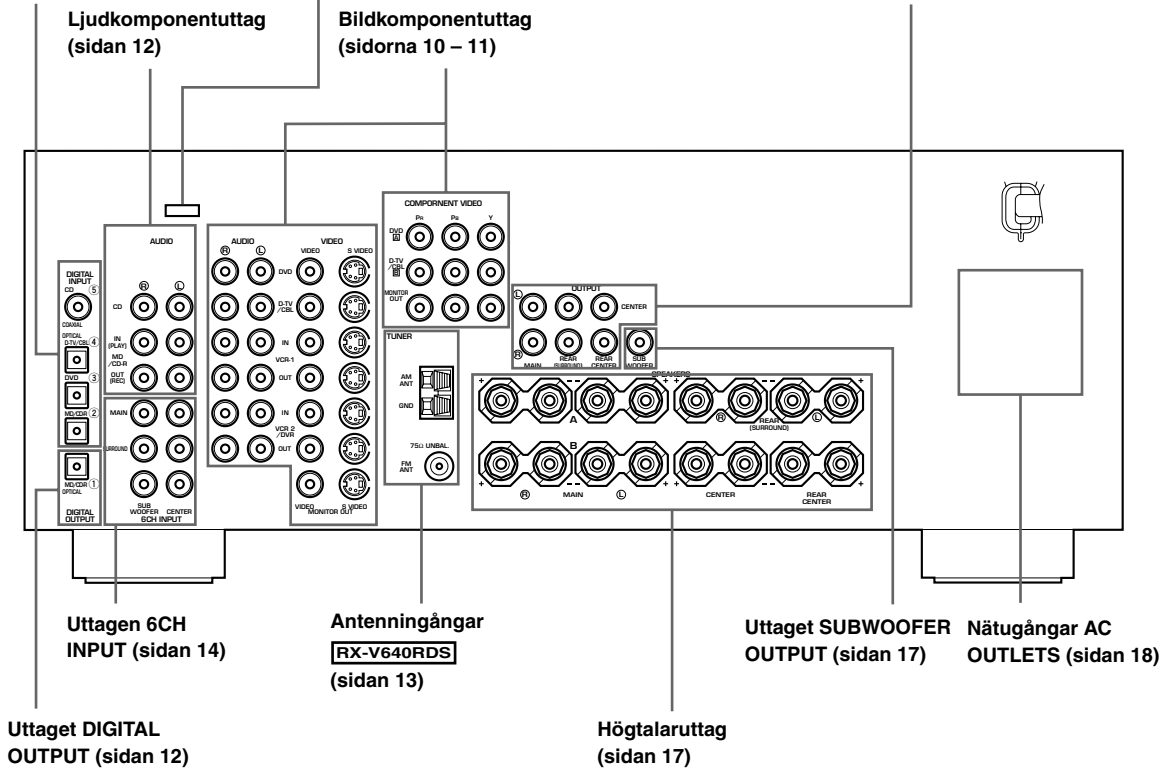 Ljudkomponentuttag
(sidan 12)
Bildkomponentuttag
(sidorna 10 – 11)
COMPORNENT VIDEO
PR PB Y
DVD
A
D-TV
/CBL
B
MONITOR
OUT
AUDIO
R L
CD
IN
(PLAY)
MD
/CD-R
OUT
(REC)
AUDIO VIDEO
R L VIDEO S VIDEO
DVD
D-TV
/CBL
IN
VCR-1
OUT
IN
VCR 2
/DVR
OUT
VIDEO S VIDEO
MONITOR OUT
DIGITAL
INPUT
CD ⑤
COAXIAL
OPTICAL
D-TV/CBL ④
DVD ③
MD/CDR ②
MD/CDR ①
OPTICAL
DIGITAL
OUTPUT
MAIN
SURROUND
SUB
WOOFER CENTER
6CH INPUT
TUNER
AM
ANT
GND
75Ω UNBAL.
FM
ANT
OUTPUT
L
CENTER
R
MAIN
REAR
(SURROUND)
REAR
CENTER
SUB
WOOFER
SPEAKERS
+ – – + + – – +
A
R REAR L
(SURROUND)
B
+ – – + + – – +
R MAIN L CENTER REAR
CENTER
Uttagen 6CH
INPUT (sidan 14)
Antenningångar
RX-V640RDS
(sidan 13)
Uttaget SUBWOOFER
OUTPUT (sidan 17)
Nätugångar AC
OUTLETS (sidan 18)
Uttaget DIGITAL
OUTPUT (sidan 12)
Högtalaruttag
(sidan 17)